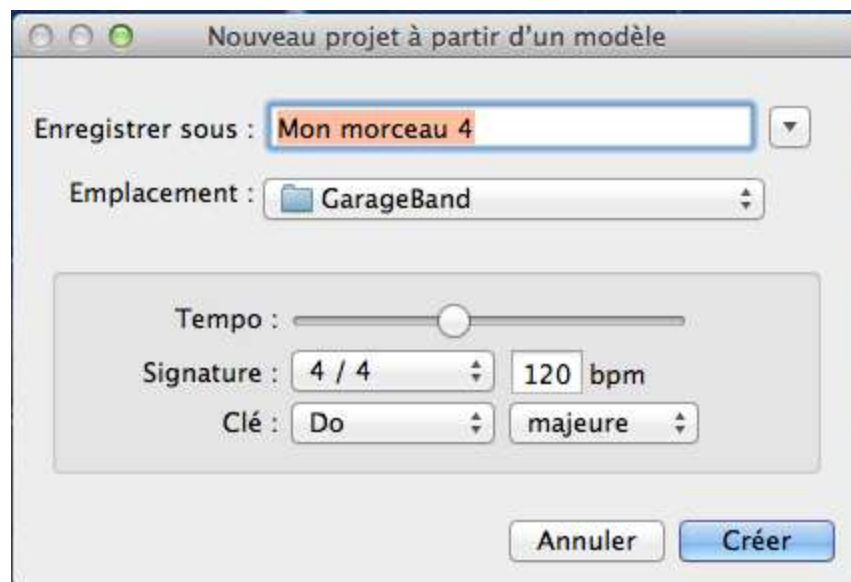 Nouveau projet à partir d'un modèle
Enregistrer sous : Mon morceau 4
Emplacement : GarageBand
Tempo :
Signature : 4 / 4 120 bpm
Clé : Do majeure
Annuler Créer